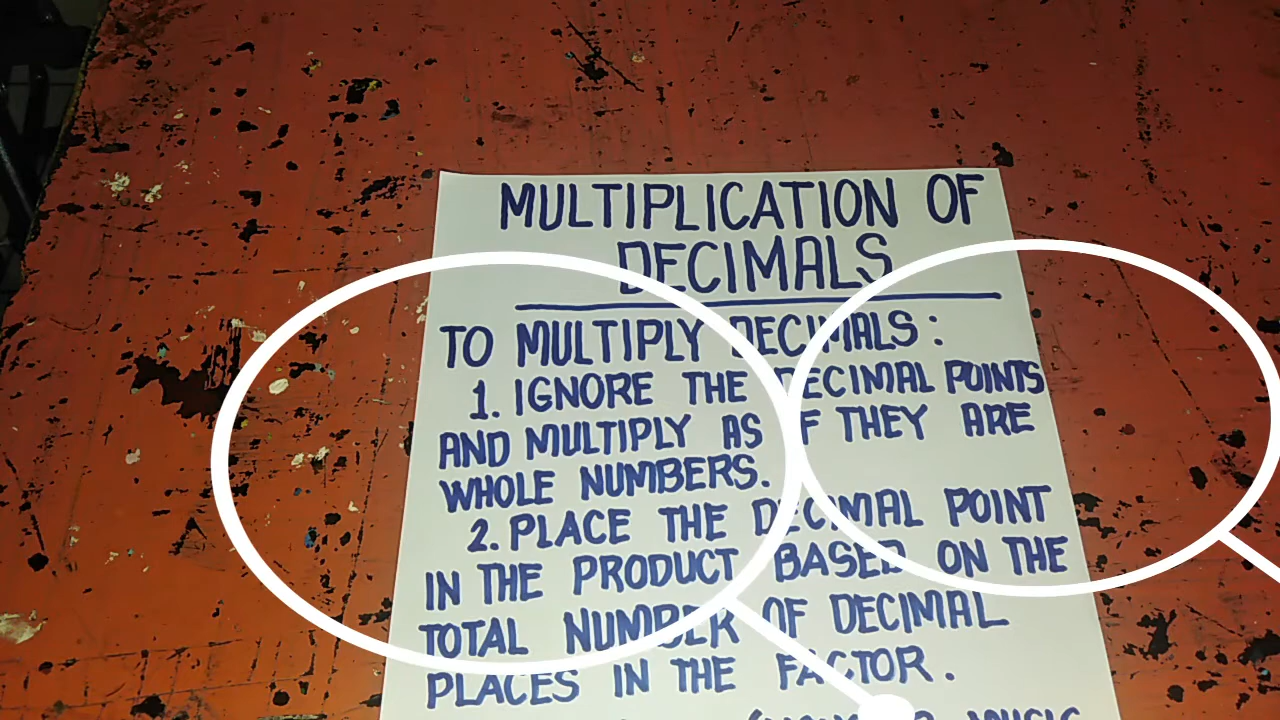 MULTIPLICATION OF
DECIMALS
TO MULTIPLY DECIMALS:
1. IGNORE THE DECIMAL POINTS
AND MULTIPLY AS IF THEY ARE
WHOLE NUMBERS.
2. PLACE THE DECIMAL POINT
IN THE PRODUCT BASED ON THE
TOTAL NUMBER OF DECIMAL
PLACES IN THE FACTOR.
MUSIC